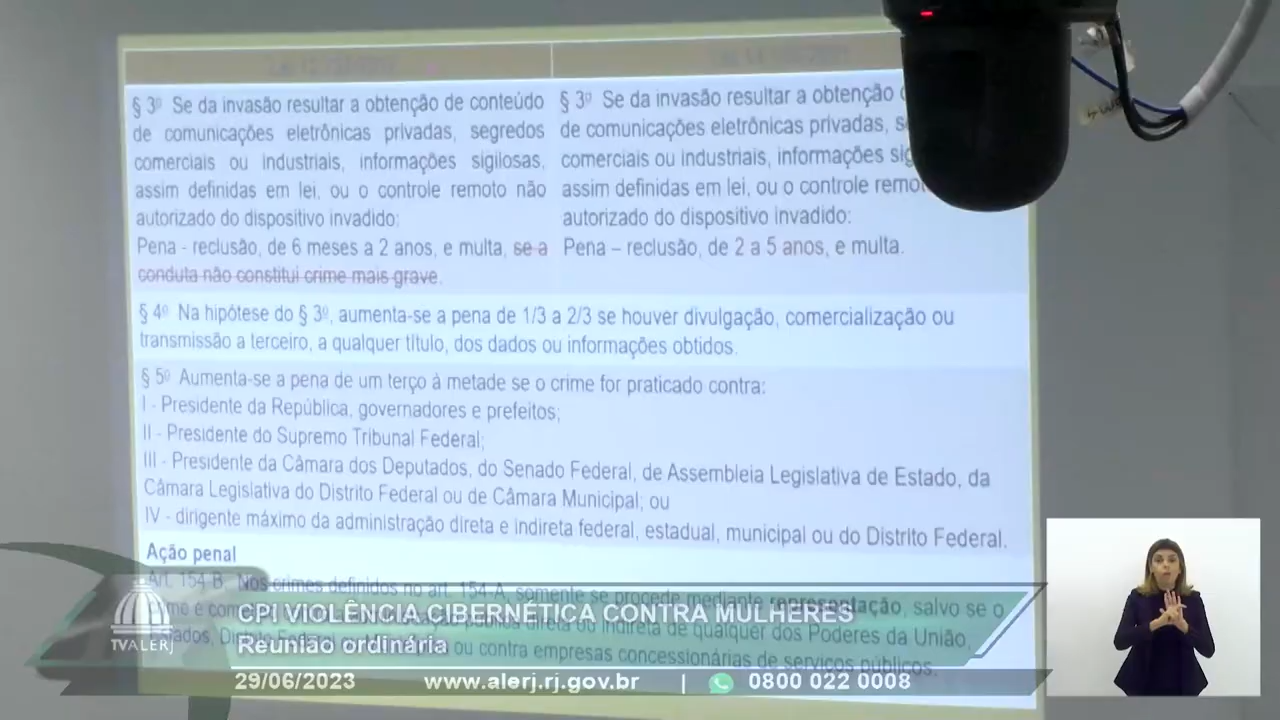 § 3º Se da invasão resultar a obtenção de conteúdo
de comunicações eletrônicas privadas, segredos
comerciais ou industriais, informações sigilosas,
assim definidas em lei, ou o controle remoto não
autorizado do dispositivo invadido:
Pena - reclusão, de 6 meses a 2 anos, e multa, se a
conduta não constitui crime mais grave.
§ 3º Se da invasão resultar a obtenção
de comunicações eletrônicas privadas,
comerciais ou industriais, informações
assim definidas em lei, ou o controle
autorizado do dispositivo invadido:
Pena – reclusão, de 2 a 5 anos, e multa.
§ 4º Na hipótese do § 3º, aumenta-se a pena de 1/3 a 2/3 se houver divulgação, comercialização ou
transmissão a terceiro, a qualquer título, dos dados ou informações obtidos.
§ 5º Aumenta-se a pena de um terço à metade se o crime for praticado contra:
I - Presidente da República, governadores e prefeitos;
II - Presidente do Supremo Tribunal Federal;
III - Presidente da Câmara dos Deputados, do Senado Federal, de Assembleia Legislativa de Estado, da
Câmara Legislativa do Distrito Federal ou de Câmara Municipal; ou
IV - dirigente máximo da administração direta e indireta federal, estadual, municipal ou do Distrito Federal.
Ação penal
Art. 154-B. Nos crimes definidos no art. 154-A, somente se procede mediante representação, salvo se o
direta ou indireta de qualquer dos Poderes da União,
ou contra empresas concessionárias de serviços públicos.
CPI VIOLÊNCIA CIBERNÉTICA CONTRA MULHERES
Reunião ordinária
TVALERJ
29/06/2023 www.alerj.rj.gov.br | 0800 022 0008